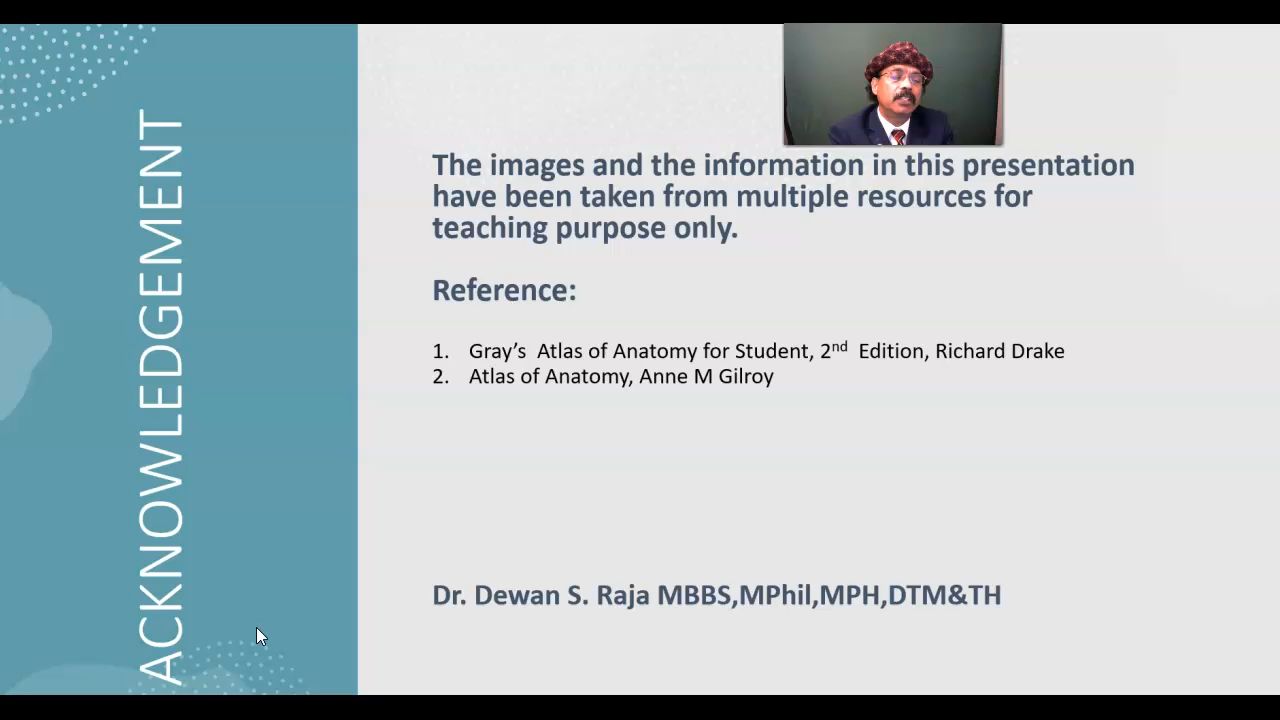 ACKNOWLEDGEMENT
The images and the information in this presentation
have been taken from multiple resources for
teaching purpose only.
Reference:
1. Gray’s Atlas of Anatomy for Student, 2nd Edition, Richard Drake
2. Atlas of Anatomy, Anne M Gilroy
Dr. Dewan S. Raja MBBS,MPhil,MPH,DTM&TH